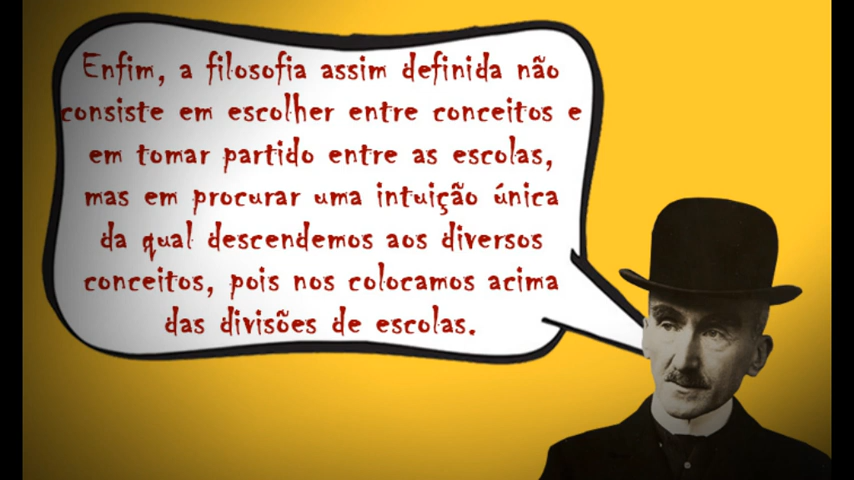 Enfim, a filosofia assim definida não
consiste em escolher entre conceitos e
em tomar partido entre as escolas,
mas em procurar uma intuição única
da qual descendemos aos diversos
conceitos, pois nos colocamos acima
das divisões de escolas.